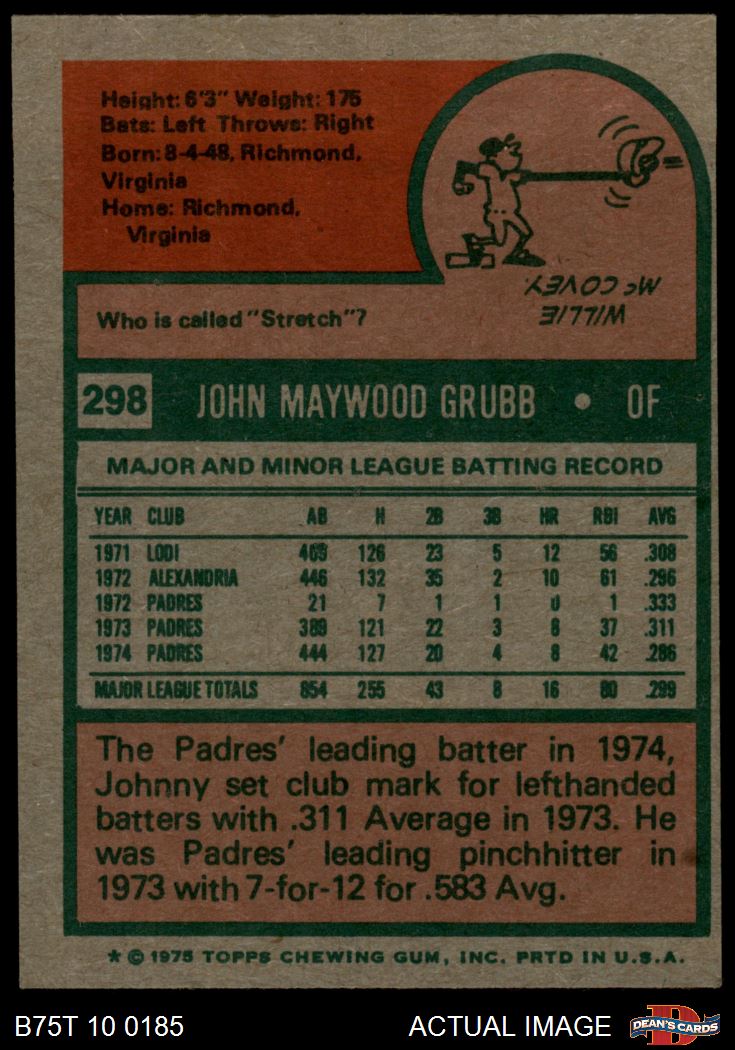 Height: 6'3" Weight: 175
Bats: Left Throws: Right
Born: 8-4-48, Richmond,
Virginia
Home: Richmond,
Virginia
Who is called "Stretch"?
WILLIE
McCOVEY.
298 JOHN MAYWOOD GRUBB • OF
MAJOR AND MINOR LEAGUE BATTING RECORD
YEAR CLUB AB H 2B 3B HR RBI AVG
1971 LODI 409 126 23 5 12 56 .308
1972 ALEXANDRIA 446 132 35 2 10 61 .296
1972 PADRES 21 7 1 1 0 1 .333
1973 PADRES 389 121 22 3 8 37 .311
1974 PADRES 444 127 20 4 8 42 .286
MAJOR LEAGUE TOTALS 854 255 43 8 16 80 .299
The Padres' leading batter in 1974,
Johnny set club mark for lefthanded
batters with .311 Average in 1973. He
was Padres' leading pinchhitter in
1973 with 7-for-12 for .583 Avg.
* © 1975 TOPPS CHEWING GUM, INC. PRTD IN U.S.A.
B75T 10 0185 ACTUAL IMAGE DEAN'S CARDS